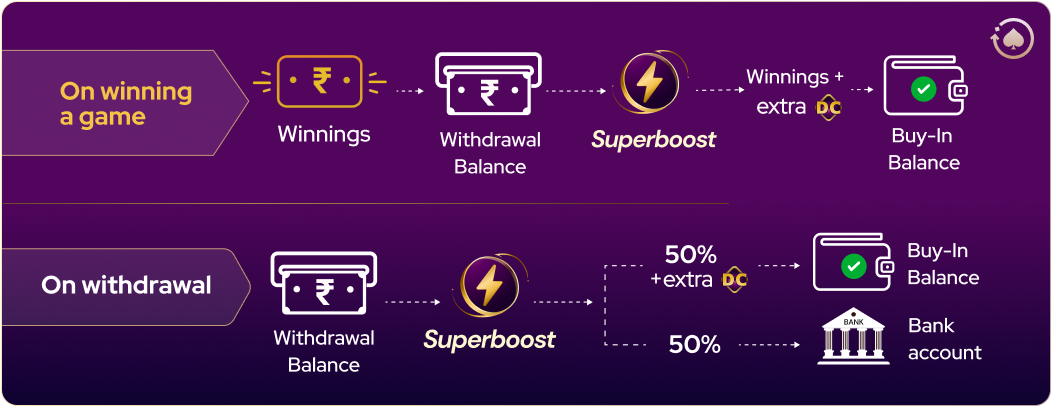 On winning
a game
₹
Winnings
₹
Withdrawal
Balance
Superboost
Winnings +
extra DC
Buy-In
Balance
On withdrawal
₹
Withdrawal
Balance
Superboost
50%
+extra DC
Buy-In
Balance
50%
BANK
Bank
account